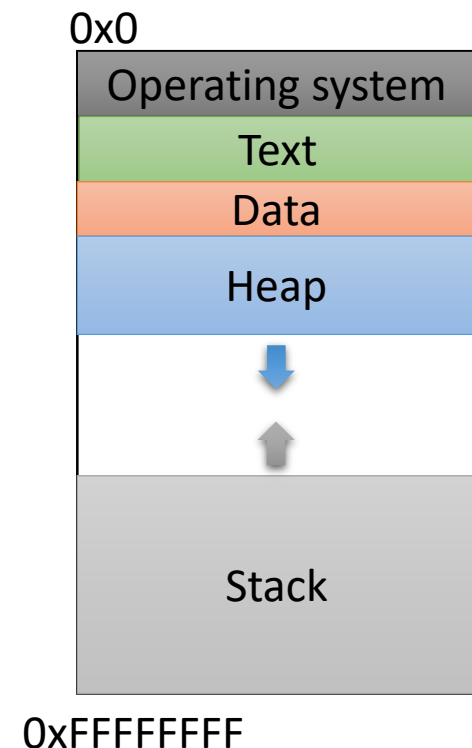 0x0
Operating system
Text
Data
Heap
Stack
0xFFFFFFFF